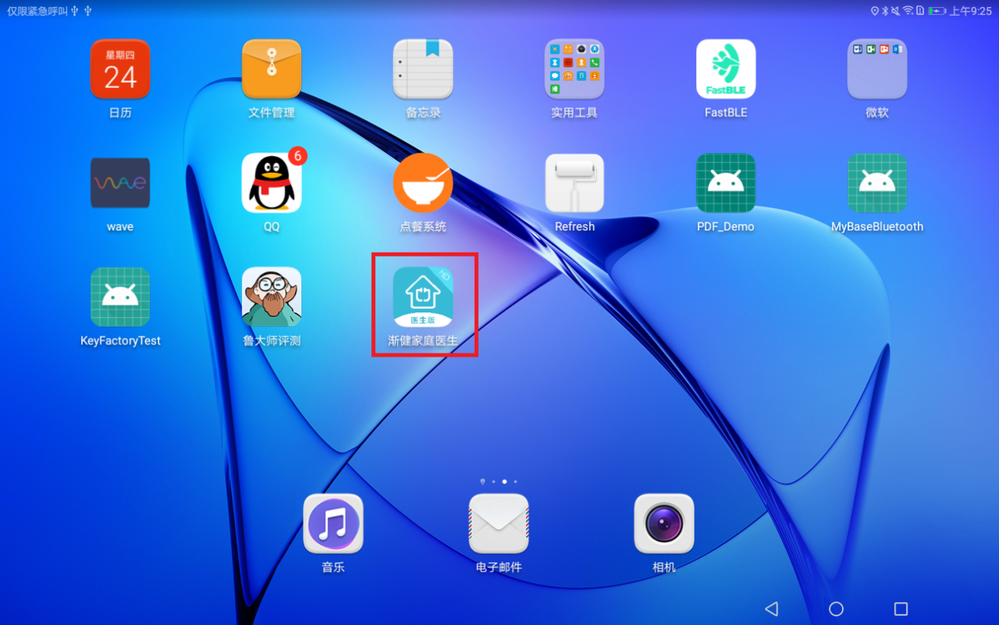 仅限紧急呼叫
上午9:25
星期四
24
日历
文件管理
备忘录
实用工具
FastBLE
FastBLE
微软
wave
wave
6
QQ
点餐系统
Refresh
PDF_Demo
MyBaseBluetooth
KeyFactoryTest
鲁大师评测
HD
医生版
渐健家庭医生
音乐
电子邮件
相机